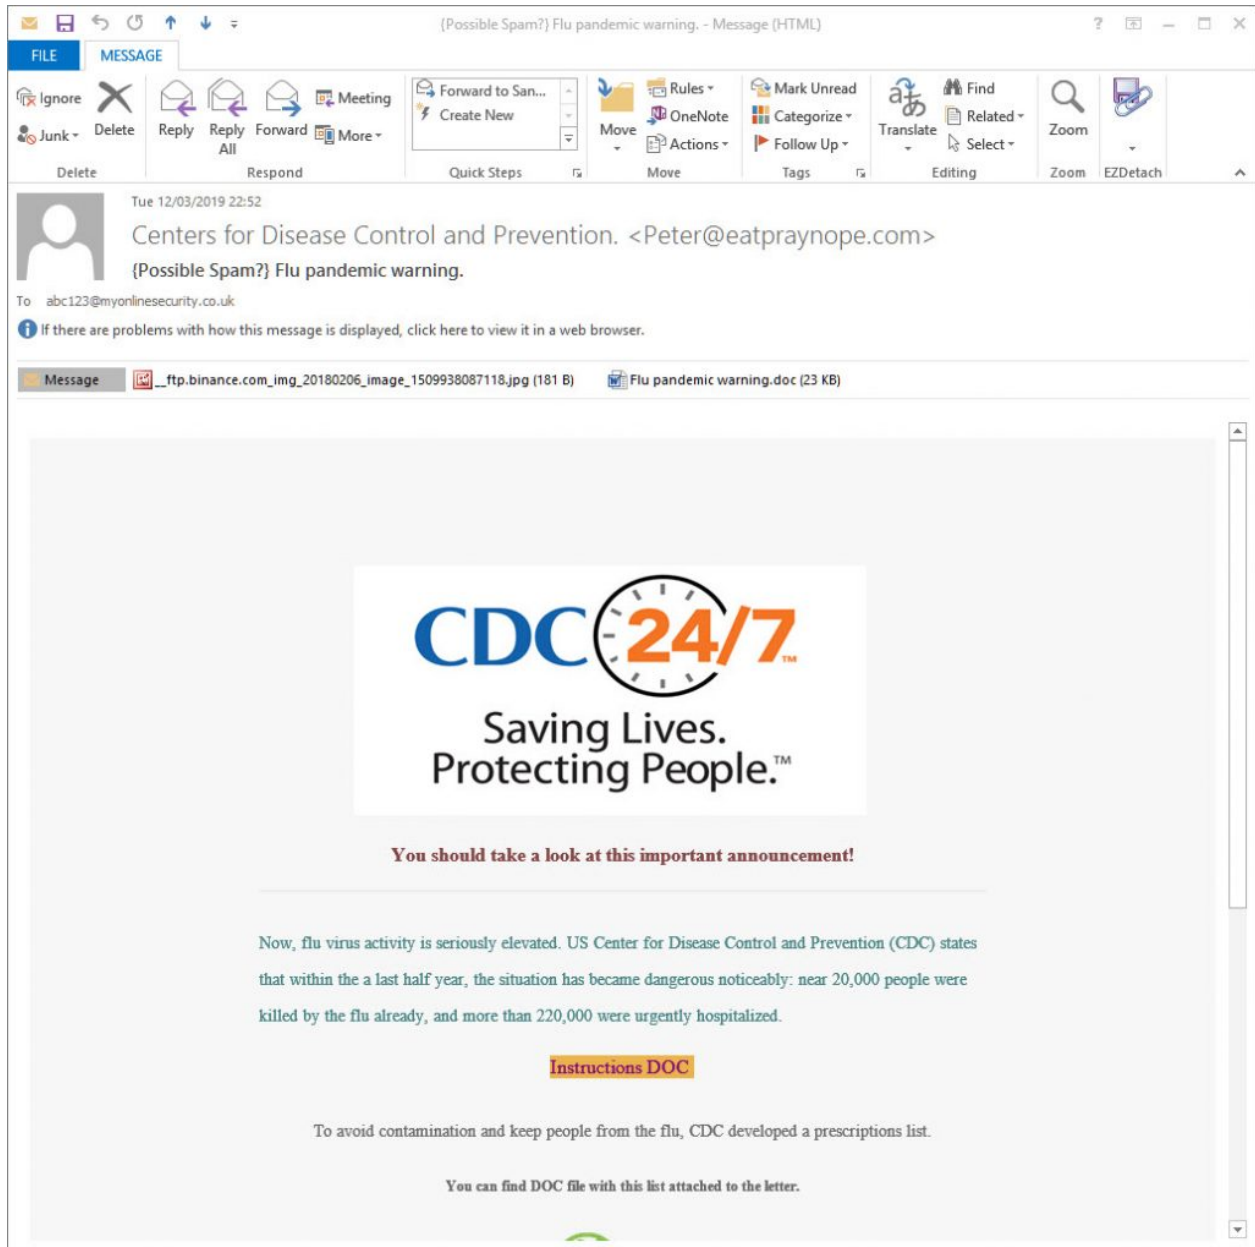 {Possible Spam?} Flu pandemic warning. - Message (HTML)
FILE MESSAGE
Ignore
Junk
Delete
Reply
Reply All
Forward
Meeting
More
Forward to San...
Create New
Move
Rules
OneNote
Actions
Mark Unread
Categorize
Follow Up
Translate
Find
Related
Select
Zoom
Delete Respond Quick Steps Move Tags Editing Zoom EZDetach
Tue 12/03/2019 22:52
Centers for Disease Control and Prevention. <Peter@eatpraynope.com>
{Possible Spam?} Flu pandemic warning.
To abc123@myonlinesecurity.co.uk
If there are problems with how this message is displayed, click here to view it in a web browser.
Message __ftp.binance.com_img_20180206_image_1509938087118.jpg (181 B) Flu pandemic warning.doc (23 KB)
CDC 24/7™
Saving Lives.
Protecting People.™
You should take a look at this important announcement!
Now, flu virus activity is seriously elevated. US Center for Disease Control and Prevention (CDC) states
that within the a last half year, the situation has became dangerous noticeably: near 20,000 people were
killed by the flu already, and more than 220,000 were urgently hospitalized.
Instructions DOC
To avoid contamination and keep people from the flu, CDC developed a prescriptions list.
You can find DOC file with this list attached to the letter.